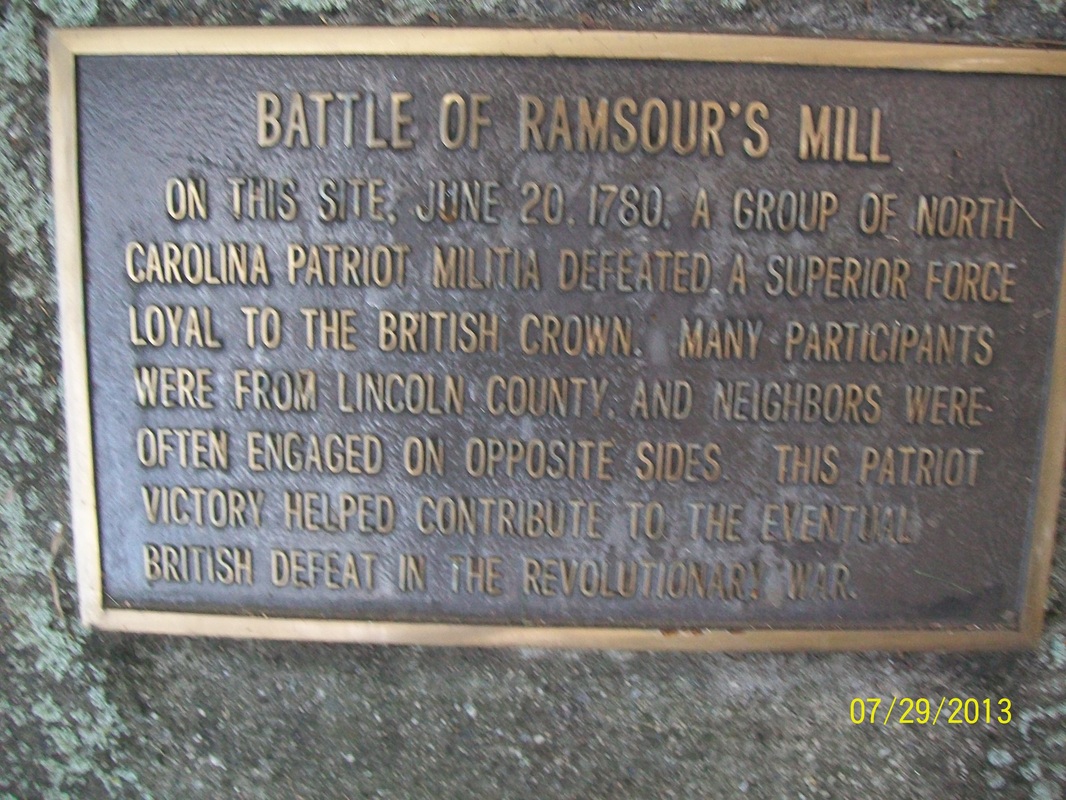 BATTLE OF RAMSOUR'S MILL
ON THIS SITE, JUNE 20, 1780, A GROUP OF NORTH
CAROLINA PATRIOT MILITIA DEFEATED A SUPERIOR FORCE
LOYAL TO THE BRITISH CROWN. MANY PARTICIPANTS
WERE FROM LINCOLN COUNTY, AND NEIGHBORS WERE
OFTEN ENGAGED ON OPPOSITE SIDES. THIS PATRIOT
VICTORY HELPED CONTRIBUTE TO THE EVENTUAL
BRITISH DEFEAT IN THE REVOLUTIONARY WAR.
07/29/2013